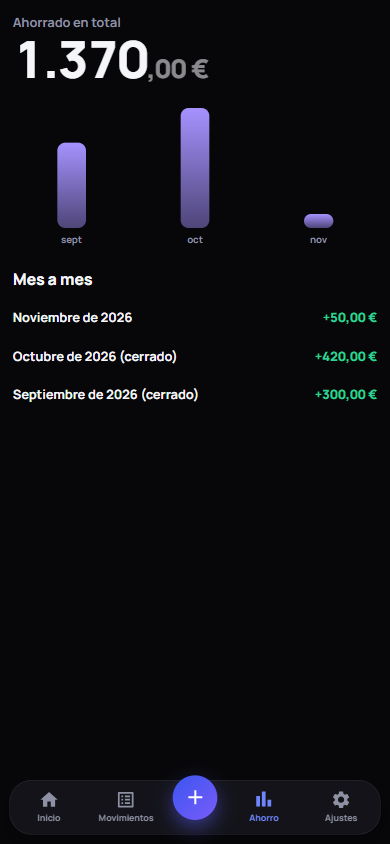 Ahorrado en total
1.370,00 €
sept oct nov
Mes a mes
Noviembre de 2026 +50,00 €
Octubre de 2026 (cerrado) +420,00 €
Septiembre de 2026 (cerrado) +300,00 €
+
Inicio Movimientos Ahorro Ajustes